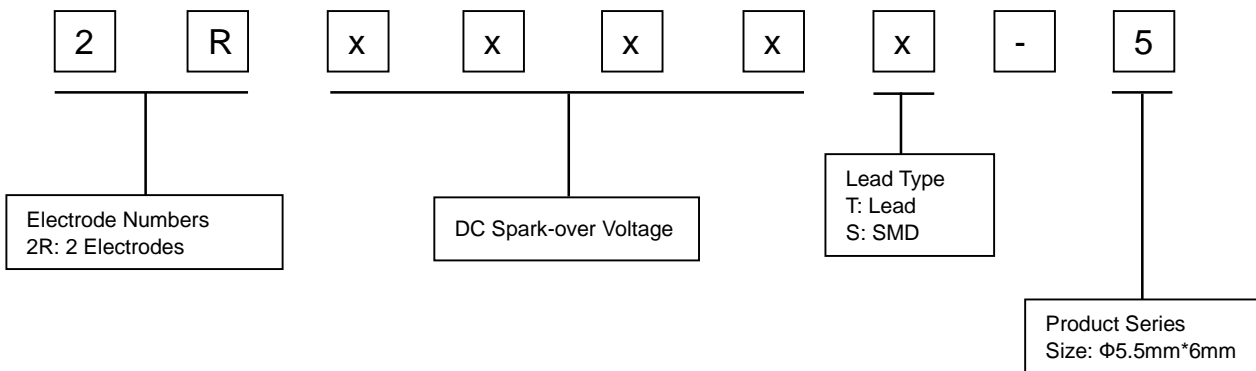 2 R x x x x x - 5
Electrode Numbers
2R: 2 Electrodes
DC Spark-over Voltage
Lead Type
T: Lead
S: SMD
Product Series
Size: Φ5.5mm*6mm